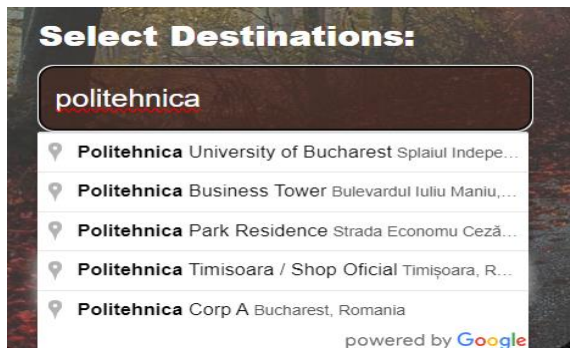 Select Destinations:
politehnica
Politehnica University of Bucharest Splaiul Indepe...
Politehnica Business Tower Bulevardul Iuliu Maniu,...
Politehnica Park Residence Strada Economu Ceză...
Politehnica Timisoara / Shop Oficial Timișoara, R...
Politehnica Corp A Bucharest, Romania
powered by Google